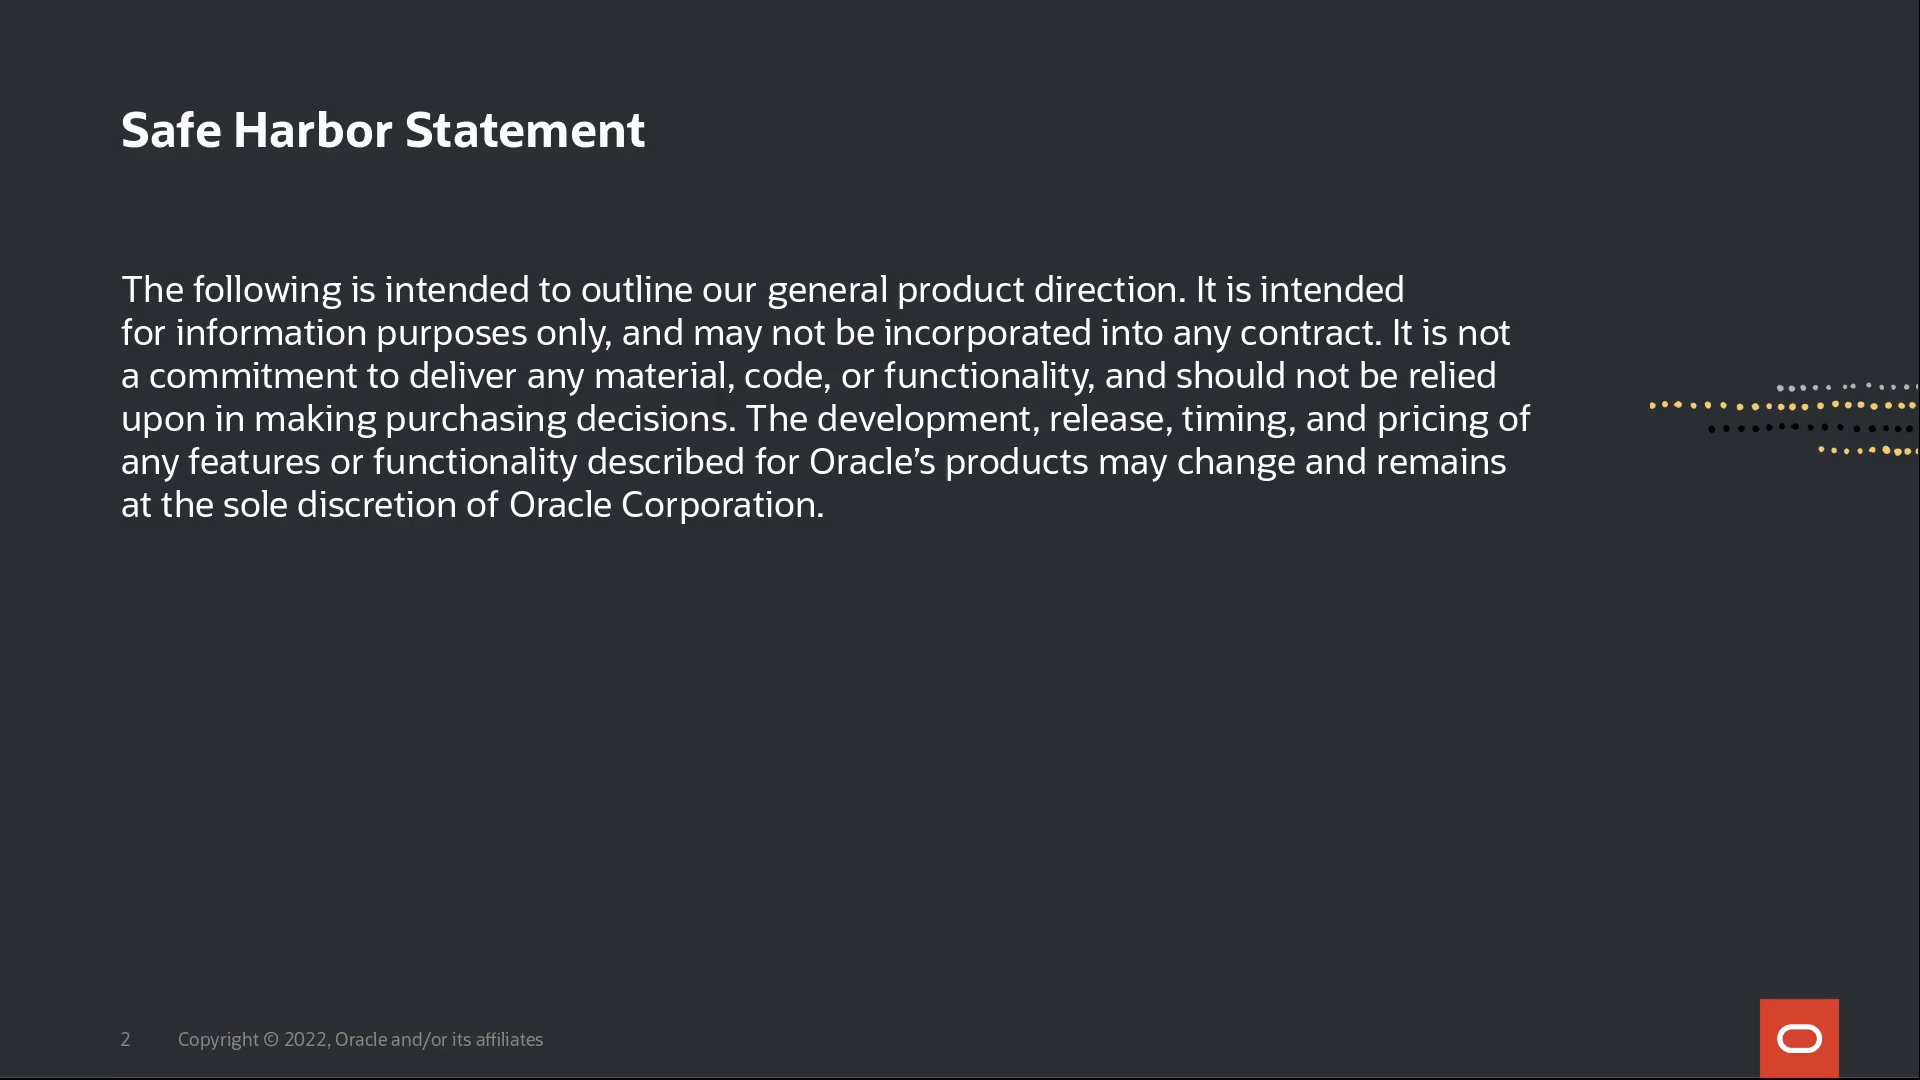 Safe Harbor Statement
The following is intended to outline our general product direction. It is intended
for information purposes only, and may not be incorporated into any contract. It is not
a commitment to deliver any material, code, or functionality, and should not be relied
upon in making purchasing decisions. The development, release, timing, and pricing of
any features or functionality described for Oracle’s products may change and remains
at the sole discretion of Oracle Corporation.
2 Copyright © 2022, Oracle and/or its affiliates